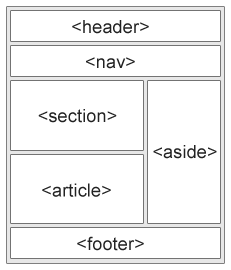 <header>
<nav>
<section>
<aside>
<article>
<footer>